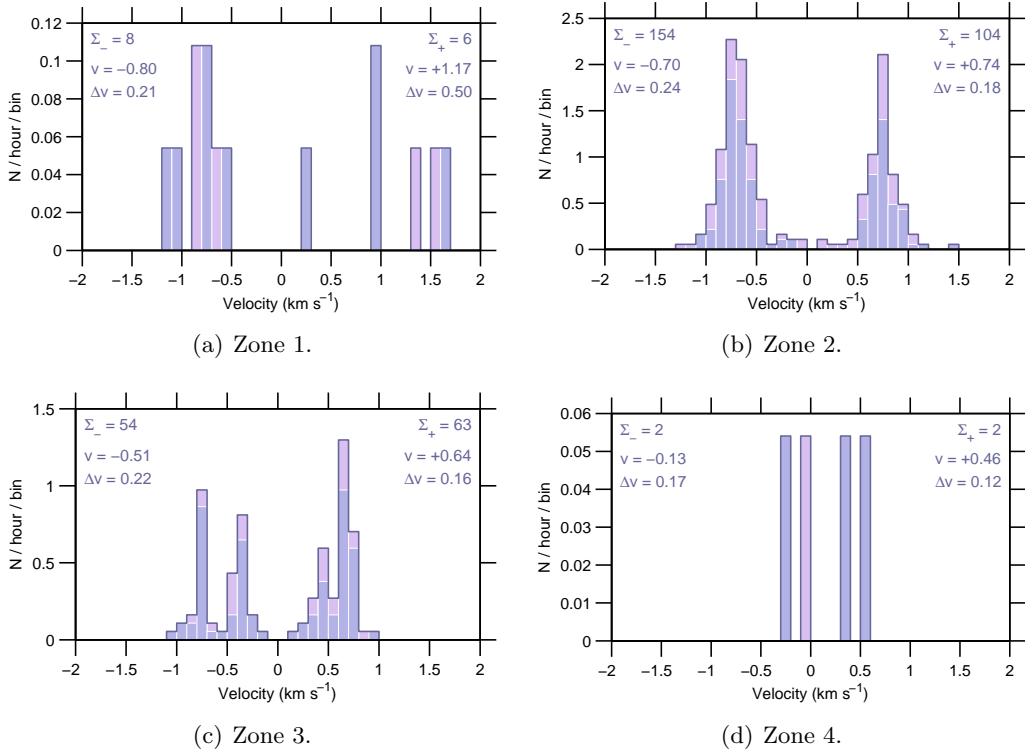 0.12
0.1
0.08
0.06
0.04
0.02
0
N / hour / bin
Σ₋ = 8
v = −0.80
Δv = 0.21
Σ₊ = 6
v = +1.17
Δv = 0.50
−2 −1.5 −1 −0.5 0 0.5 1 1.5 2
Velocity (km s⁻¹)
(a) Zone 1.
2.5
2
1.5
1
0.5
0
N / hour / bin
Σ₋ = 154
v = −0.70
Δv = 0.24
Σ₊ = 104
v = +0.74
Δv = 0.18
−2 −1.5 −1 −0.5 0 0.5 1 1.5 2
Velocity (km s⁻¹)
(b) Zone 2.
1.5
1
0.5
0
N / hour / bin
Σ₋ = 54
v = −0.51
Δv = 0.22
Σ₊ = 63
v = +0.64
Δv = 0.16
−2 −1.5 −1 −0.5 0 0.5 1 1.5 2
Velocity (km s⁻¹)
(c) Zone 3.
0.06
0.05
0.04
0.03
0.02
0.01
0
N / hour / bin
Σ₋ = 2
v = −0.13
Δv = 0.17
Σ₊ = 2
v = +0.46
Δv = 0.12
−2 −1.5 −1 −0.5 0 0.5 1 1.5 2
Velocity (km s⁻¹)
(d) Zone 4.